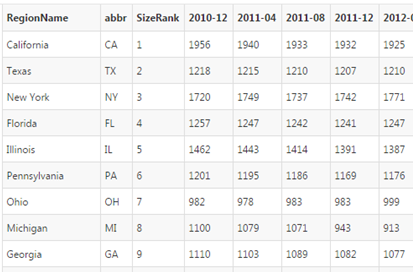 RegionName abbr SizeRank 2010-12 2011-04 2011-08 2011-12 2012-0
California CA 1 1956 1940 1933 1932 1925
Texas TX 2 1218 1215 1210 1207 1210
New York NY 3 1720 1749 1737 1742 1771
Florida FL 4 1257 1247 1242 1241 1247
Illinois IL 5 1462 1443 1414 1391 1387
Pennsylvania PA 6 1201 1195 1186 1169 1176
Ohio OH 7 982 978 983 983 999
Michigan MI 8 1100 1079 1071 943 913
Georgia GA 9 1110 1103 1089 1082 1077